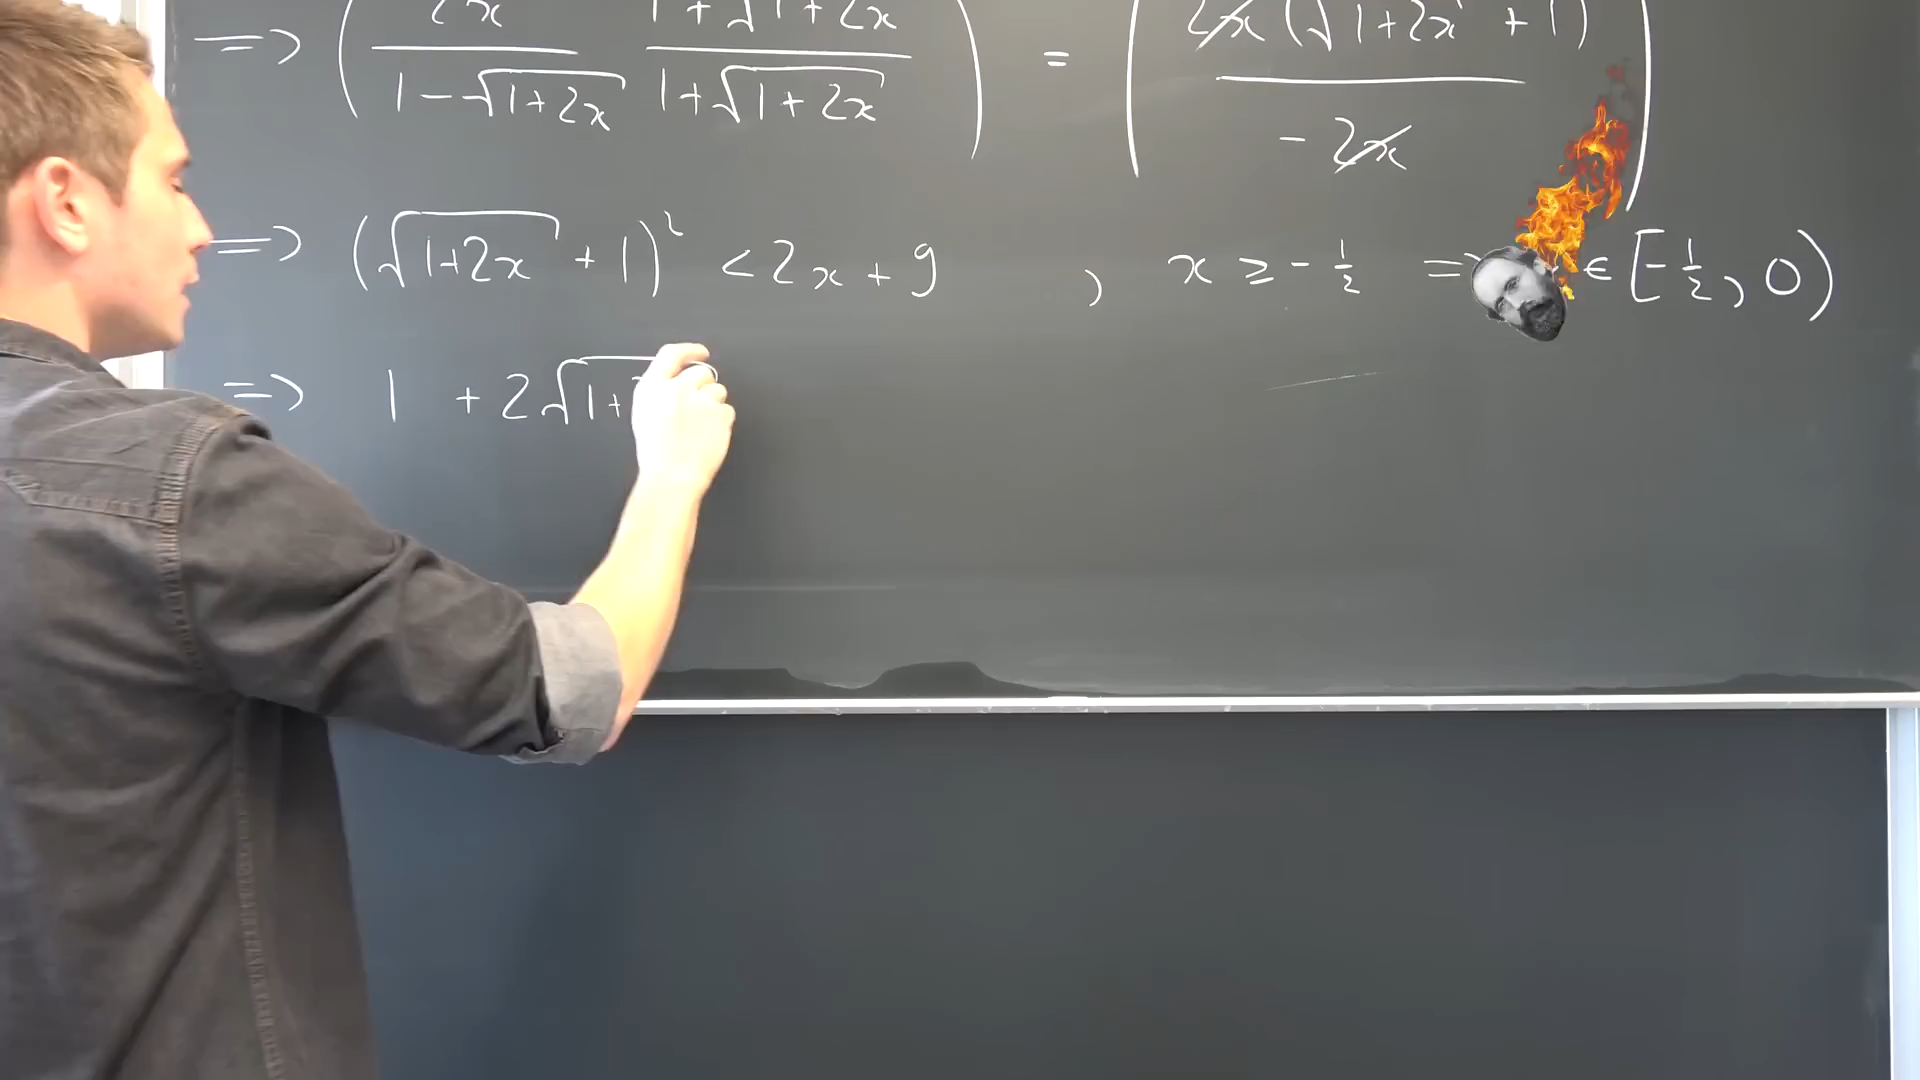 => ( 2x / 1-√1+2x 1+√1+2x / 1+√1+2x ) = ( 2x (√1+2x + 1) / -2x )
=> (√1+2x + 1)² < 2x + 9 , x ≥ - 1/2 => ∈ [-1/2, 0)
=> 1 + 2√1+